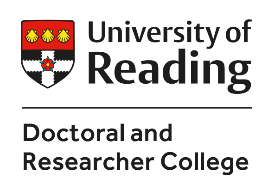 University of
Reading
Doctoral and
Researcher College